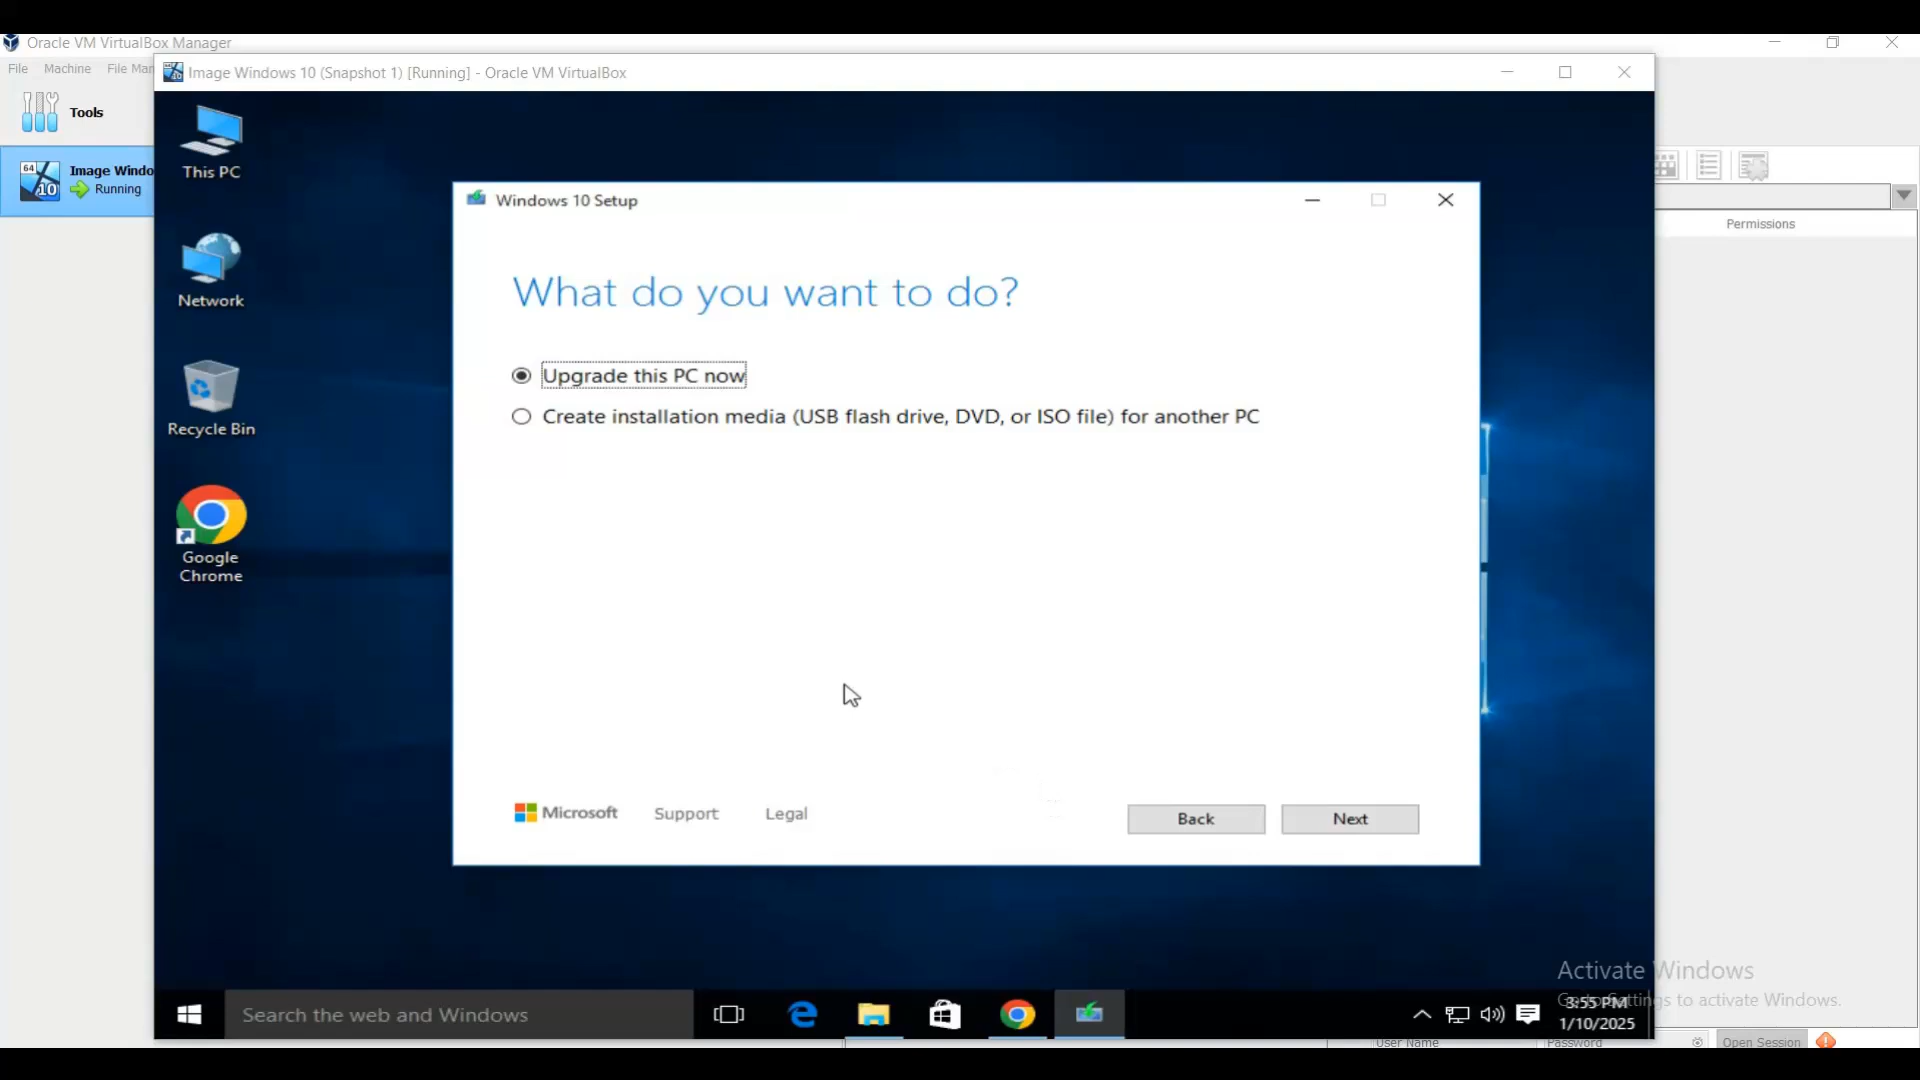 Oracle VM VirtualBox Manager
File Machine File Man
Image Windows 10 (Snapshot 1) [Running] - Oracle VM VirtualBox
Tools
64
10
Image Windo
Running
Permissions
This PC
Network
Recycle Bin
Google
Chrome
Windows 10 Setup
What do you want to do?
Upgrade this PC now
Create installation media (USB flash drive, DVD, or ISO file) for another PC
Microsoft Support Legal
Back Next
Activate Windows
Go to Settings to activate Windows.
Search the web and Windows
3:55 PM
1/10/2025
User Name Password Open Session